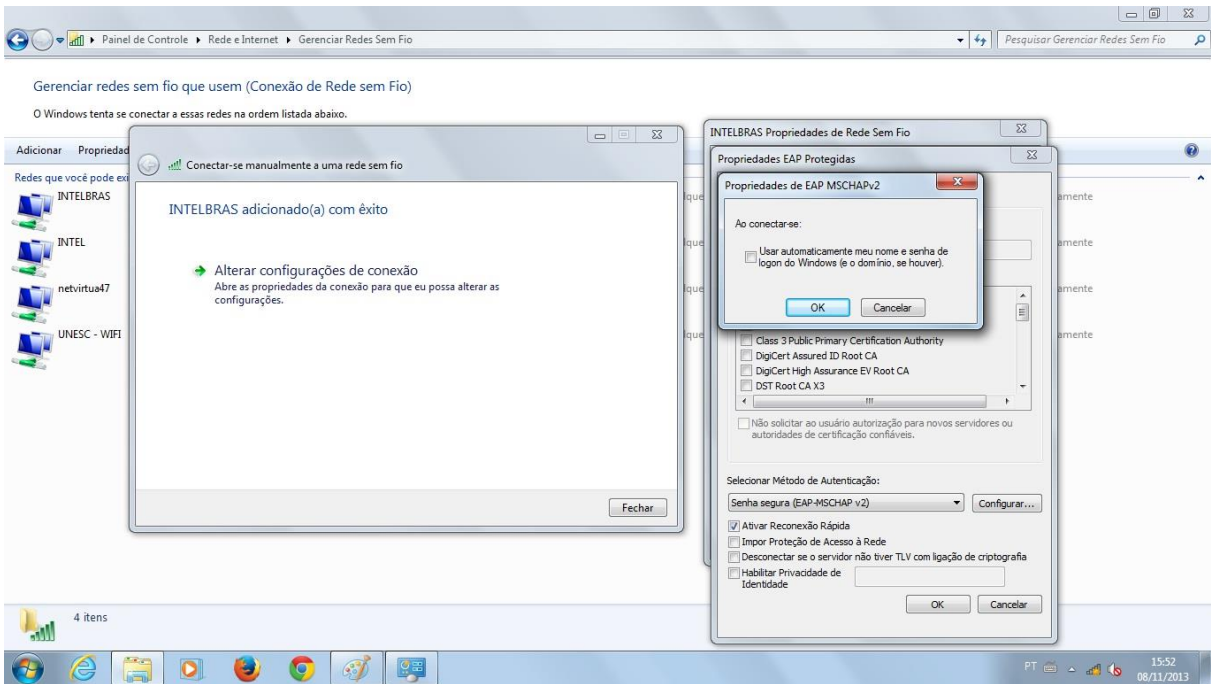 Painel de Controle ▸ Rede e Internet ▸ Gerenciar Redes Sem Fio
Pesquisar Gerenciar Redes Sem Fio
Gerenciar redes sem fio que usem (Conexão de Rede sem Fio)
O Windows tenta se conectar a essas redes na ordem listada abaixo.
Adicionar Propriedad
Redes que você pode exi
INTELBRAS
INTEL
netvirtua47
UNESC - WIFI
Conectar-se manualmente a uma rede sem fio
INTELBRAS adicionado(a) com êxito
Alterar configurações de conexão
Abre as propriedades da conexão para que eu possa alterar as
configurações.
Fechar
lque
lque
lque
lque
INTELBRAS Propriedades de Rede Sem Fio
Propriedades EAP Protegidas
Propriedades de EAP MSCHAPv2
Ao conectar-se:
Usar automaticamente meu nome e senha de
logon do Windows (e o domínio, se houver).
OK Cancelar
Class 3 Public Primary Certification Authority
DigiCert Assured ID Root CA
DigiCert High Assurance EV Root CA
DST Root CA X3
Não solicitar ao usuário autorização para novos servidores ou
autoridades de certificação confiáveis.
Selecionar Método de Autenticação:
Senha segura (EAP-MSCHAP v2) Configurar...
Ativar Reconexão Rápida
Impor Proteção de Acesso à Rede
Desconectar se o servidor não tiver TLV com ligação de criptografia
Habilitar Privacidade de
Identidade
OK Cancelar
amente
amente
amente
amente
4 itens
PT
15:52
08/11/2013